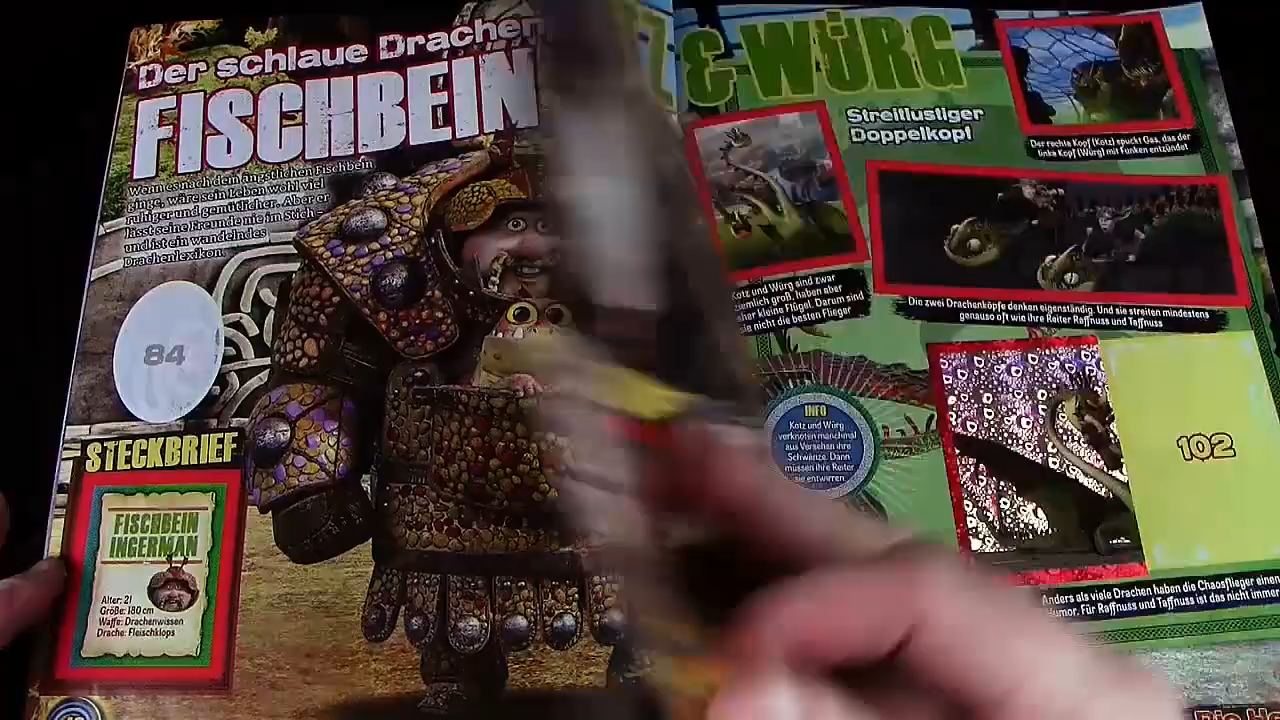 Der schlaue Drachen
FISCHBEIN
Wenn es nach dem ängstlichen Fischbein
ginge, wäre sein Leben wohl viel
ruhiger und gemütlicher. Aber er
lässt seine Freunde nie im Stich –
und ist ein wandelndes
Drachenlexikon
84
STECKBRIEF
FISCHBEIN
INGERMAN
Alter: 21
Größe: 180 cm
Waffe: Drachenwissen
Drache: Fleischklops
Z & WÜRG
Streitlustiger
Doppelkopf
Der rechte Kopf (Kotz) spuckt Gas, das der
linke Kopf (Würg) mit Funken entzündet
Kotz und Würg sind zwar
ziemlich groß, haben aber
eher kleine Flügel. Darum sind
sie nicht die besten Flieger
Die zwei Drachenköpfe denken eigenständig. Und sie streiten mindestens
genauso oft wie ihre Reiter Raffnuss und Taffnuss
INFO
Kotz und Würg
verknoten manchmal
aus Versehen ihre
Schwänze. Dann
müssen ihre Reiter
sie entwirren
102
Anders als viele Drachen haben die Chaosflieger einen
Humor. Für Raffnuss und Taffnuss ist das nicht immer